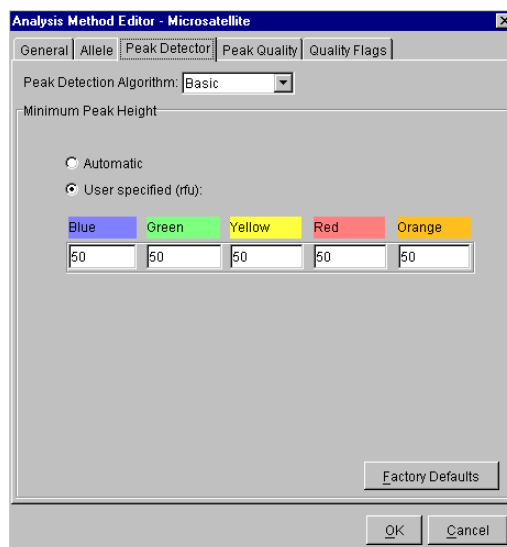 Analysis Method Editor - Microsatellite
General Allele Peak Detector Peak Quality Quality Flags
Peak Detection Algorithm: Basic
Minimum Peak Height
Automatic
User specified (rfu):
Blue Green Yellow Red Orange
50 50 50 50 50
Factory Defaults
OK Cancel